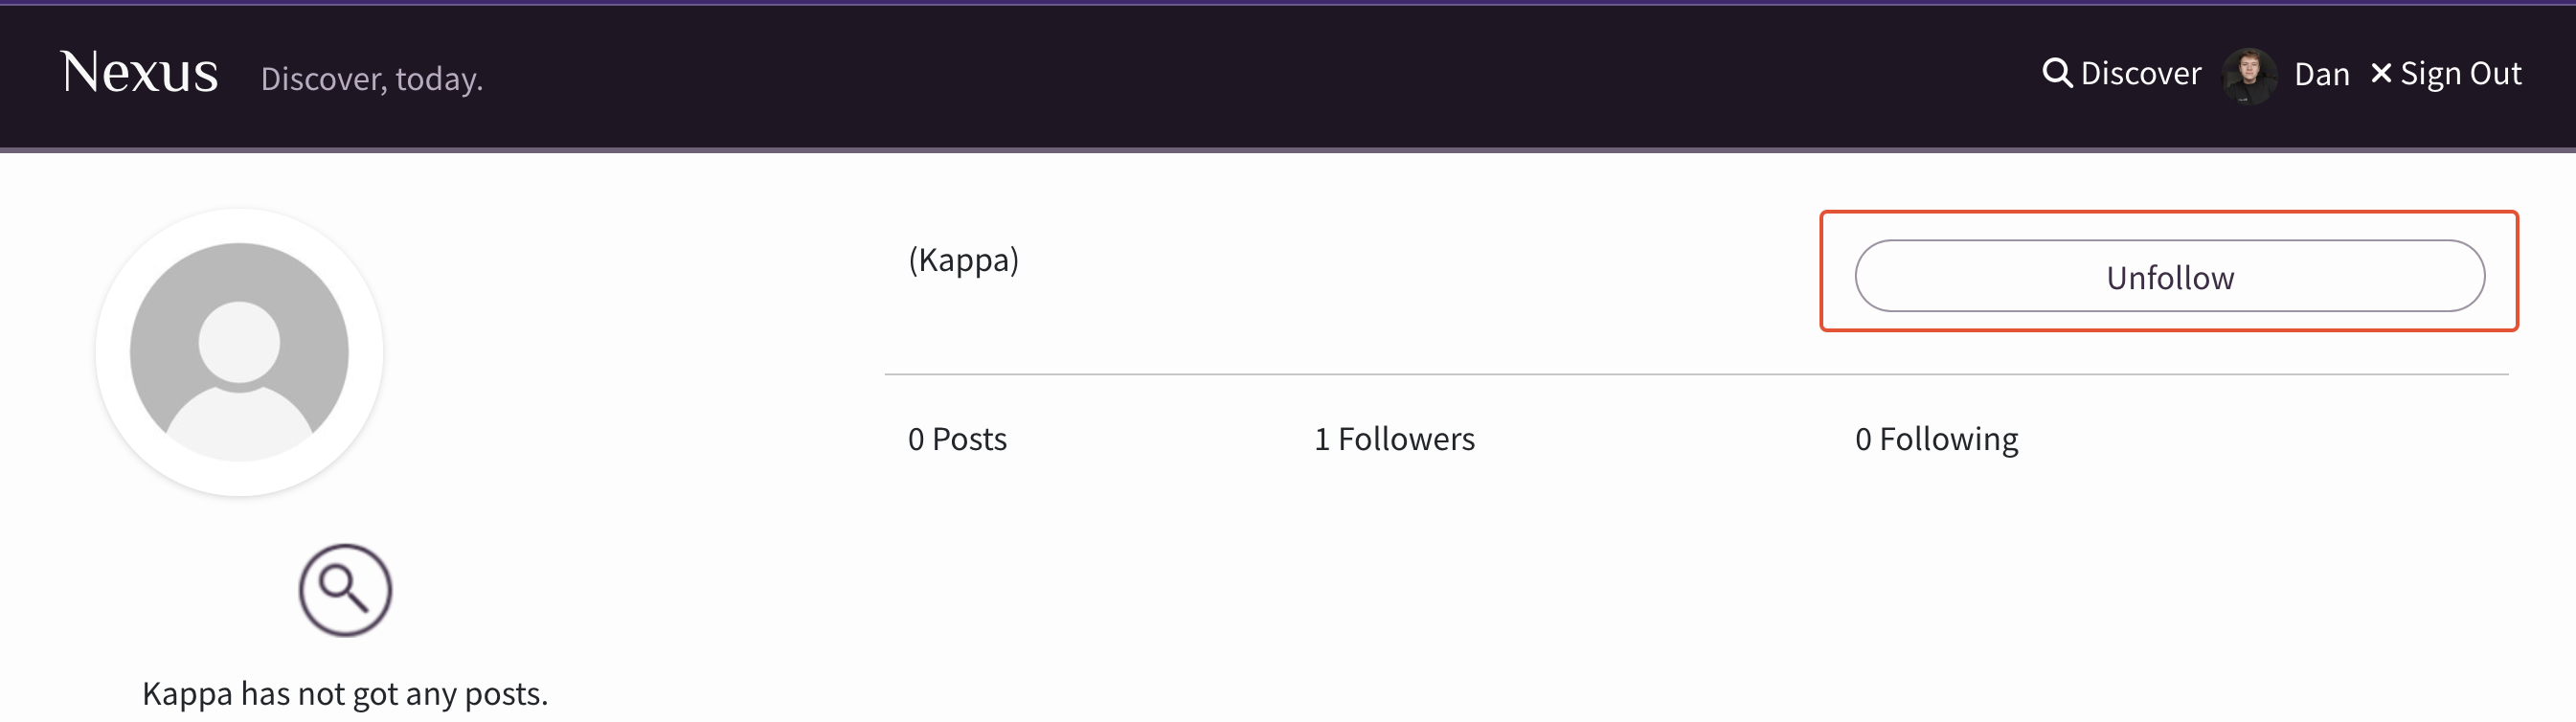 Nexus Discover, today. Discover Dan Sign Out
(Kappa) Unfollow
0 Posts 1 Followers 0 Following
Kappa has not got any posts.